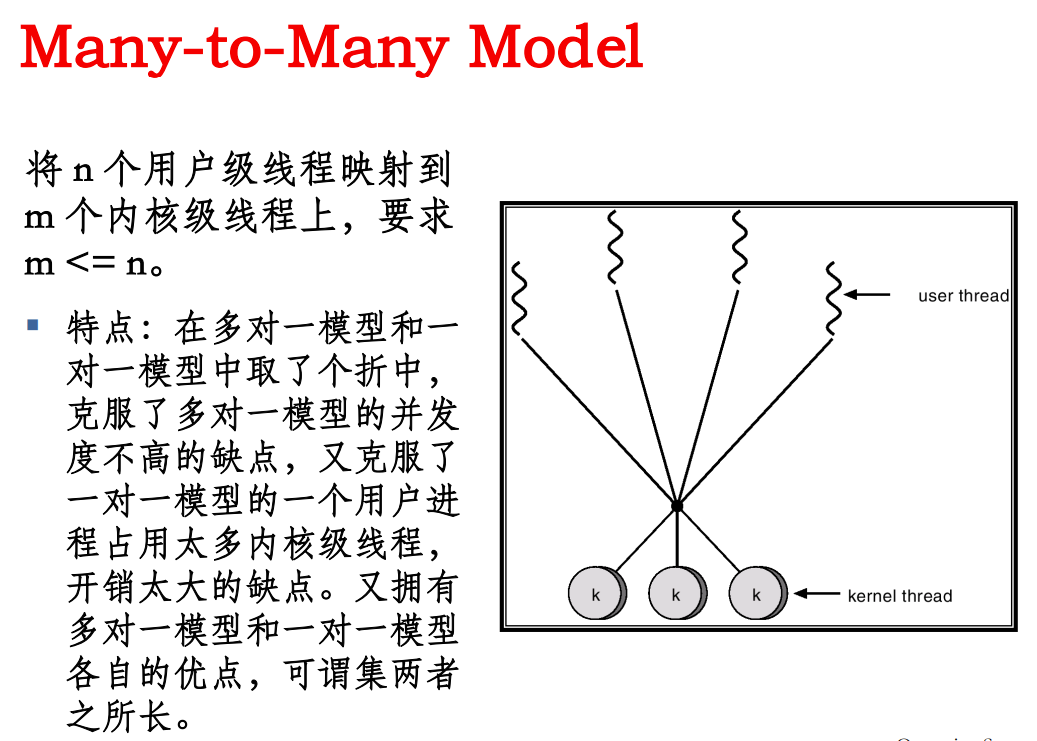 Many-to-Many Model
将 n 个用户级线程映射到
m 个内核级线程上，要求
m <= n。
特点：在多对一模型和一
对一模型中取了个折中，
克服了多对一模型的并发
度不高的缺点，又克服了
一对一模型的一个用户进
程占用太多内核级线程，
开销太大的缺点。又拥有
多对一模型和一对一模型
各自的优点，可谓集两者
之所长。
user thread
k k k
kernel thread